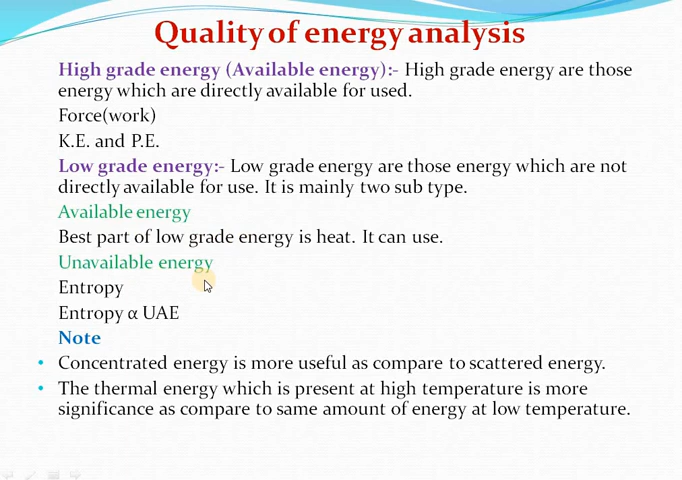 Quality of energy analysis
High grade energy (Available energy):- High grade energy are those
energy which are directly available for used.
Force(work)
K.E. and P.E.
Low grade energy:- Low grade energy are those energy which are not
directly available for use. It is mainly two sub type.
Available energy
Best part of low grade energy is heat. It can use.
Unavailable energy
Entropy
Entropy α UAE
Note
• Concentrated energy is more useful as compare to scattered energy.
• The thermal energy which is present at high temperature is more
significance as compare to same amount of energy at low temperature.